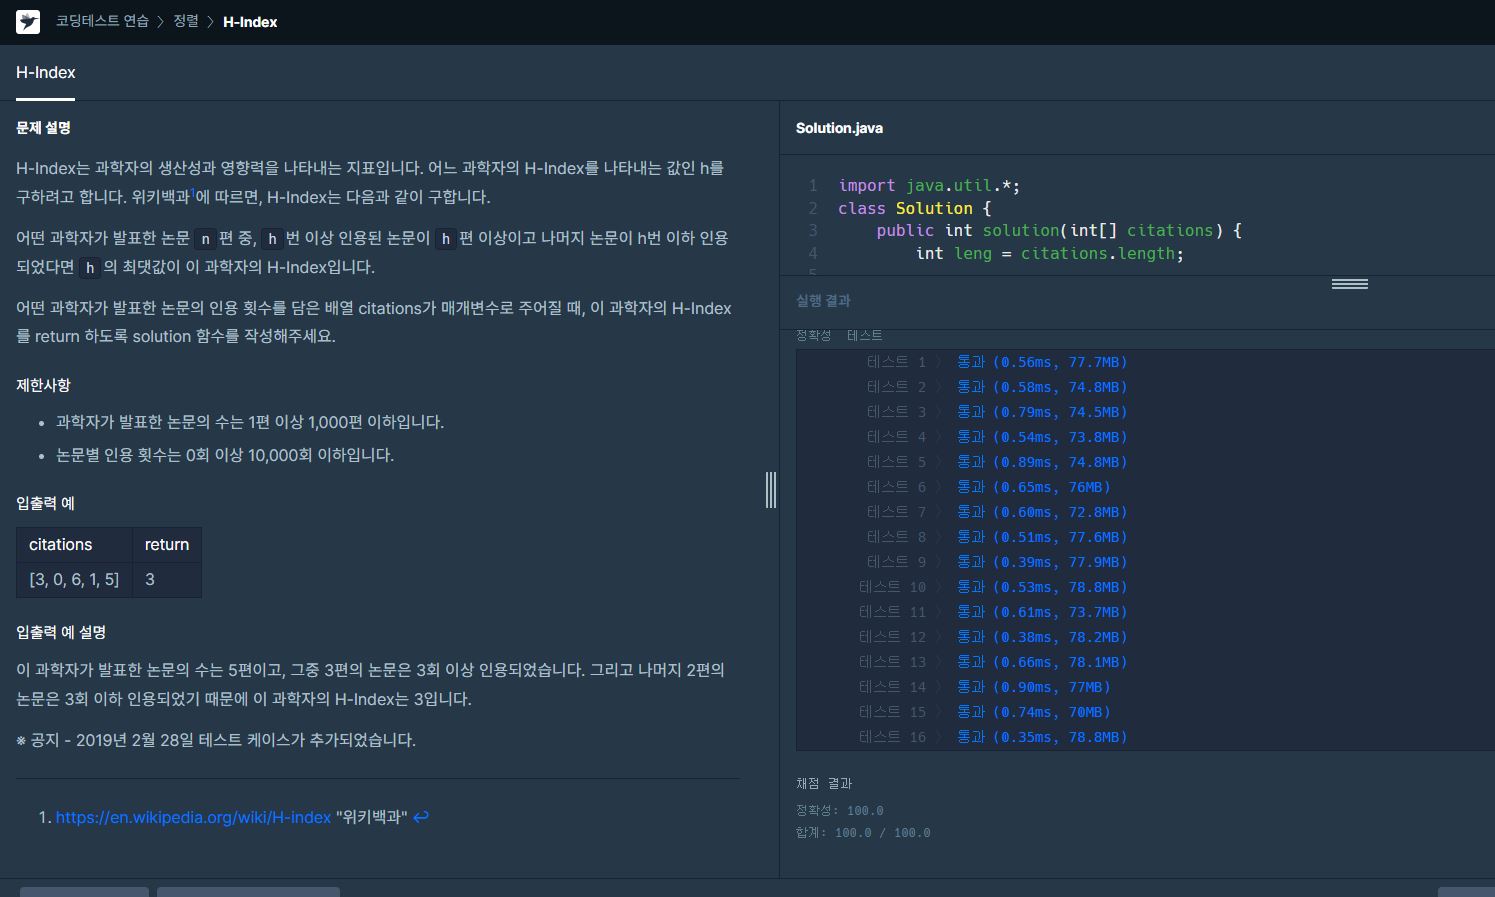 코딩테스트 연습 > 정렬 > H-Index
H-Index
문제 설명
H-Index는 과학자의 생산성과 영향력을 나타내는 지표입니다. 어느 과학자의 H-Index를 나타내는 값인 h를
구하려고 합니다. 위키백과1에 따르면, H-Index는 다음과 같이 구합니다.
어떤 과학자가 발표한 논문 n 편 중, h 번 이상 인용된 논문이 h 편 이상이고 나머지 논문이 h번 이하 인용
되었다면 h 의 최댓값이 이 과학자의 H-Index입니다.
어떤 과학자가 발표한 논문의 인용 횟수를 담은 배열 citations가 매개변수로 주어질 때, 이 과학자의 H-Index
를 return 하도록 solution 함수를 작성해주세요.
제한사항
• 과학자가 발표한 논문의 수는 1편 이상 1,000편 이하입니다.
• 논문별 인용 횟수는 0회 이상 10,000회 이하입니다.
입출력 예
citations return
[3, 0, 6, 1, 5] 3
입출력 예 설명
이 과학자가 발표한 논문의 수는 5편이고, 그중 3편의 논문은 3회 이상 인용되었습니다. 그리고 나머지 2편의
논문은 3회 이하 인용되었기 때문에 이 과학자의 H-Index는 3입니다.
※ 공지 - 2019년 2월 28일 테스트 케이스가 추가되었습니다.
1. https://en.wikipedia.org/wiki/H-index "위키백과" ↩
Solution.java
1 import java.util.*;
2 class Solution {
3 public int solution(int[] citations) {
4 int leng = citations.length;
5
실행 결과
정확성 테스트
테스트 1 > 통과 (0.56ms, 77.7MB)
테스트 2 > 통과 (0.58ms, 74.8MB)
테스트 3 > 통과 (0.79ms, 74.5MB)
테스트 4 > 통과 (0.54ms, 73.8MB)
테스트 5 > 통과 (0.89ms, 74.8MB)
테스트 6 > 통과 (0.65ms, 76MB)
테스트 7 > 통과 (0.60ms, 72.8MB)
테스트 8 > 통과 (0.51ms, 77.6MB)
테스트 9 > 통과 (0.39ms, 77.9MB)
테스트 10 > 통과 (0.53ms, 78.8MB)
테스트 11 > 통과 (0.61ms, 73.7MB)
테스트 12 > 통과 (0.38ms, 78.2MB)
테스트 13 > 통과 (0.66ms, 78.1MB)
테스트 14 > 통과 (0.90ms, 77MB)
테스트 15 > 통과 (0.74ms, 70MB)
테스트 16 > 통과 (0.35ms, 78.8MB)
채점 결과
정확성: 100.0
합계: 100.0 / 100.0